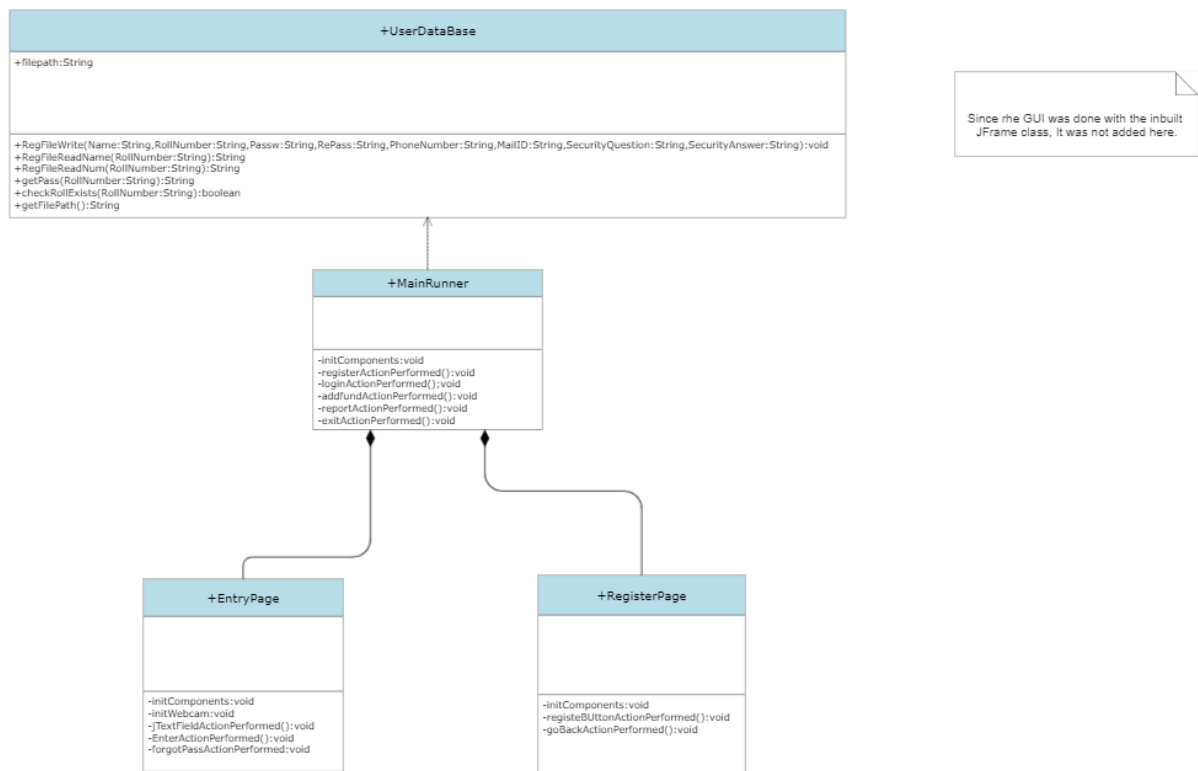 +UserDataBase
+filepath:String
+RegFileWrite(Name:String,RollNumber:String,Passw:String,RePass:String,PhoneNumber:String,MailID:String,SecurityQuestion:String,SecurityAnswer:String):void
+RegFileReadName(RollNumber:String):String
+RegFileReadNum(RollNumber:String):String
+getPass(RollNumber:String):String
+checkRollExists(RollNumber:String):boolean
+getFilePath():String
Since rhe GUI was done with the inbuilt
JFrame class, It was not added here.
+MainRunner
-initComponents:void
-registerActionPerformed():void
-loginActionPerformed();void
-addfundActionPerformed():void
-reportActionPerformed():void
-exitActionPerformed():void
+EntryPage
-initComponents:void
-initWebcam:void
-jTextFieldActionPerformed():void
-EnterActionPerformed():void
-forgotPassActionPerformed:void
+RegisterPage
-initComponents:void
-registeBUttonActionPerformed():void
-goBackActionPerformed():void